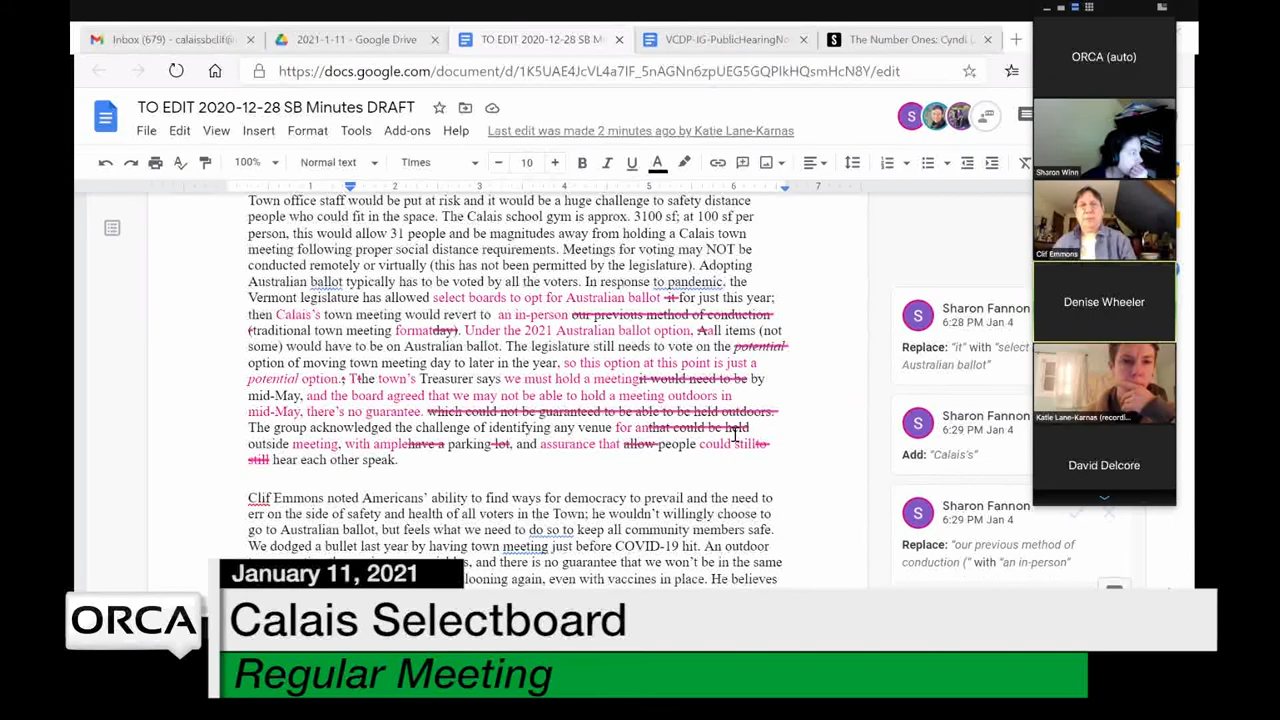 Inbox (679) - calaissbclif@
2021-1-11 - Google Drive
TO EDIT 2020-12-28 SB M
VCDP-IG-PublicHearingNo
The Number Ones: Cyndi L
https://docs.google.com/document/d/1K5UAE4JcVL4a7IF_5nAGNn6zpUEG5GQPIkHQsmHcN8Y/edit
TO EDIT 2020-12-28 SB Minutes DRAFT
File Edit View Insert Format Tools Add-ons Help Last edit was made 2 minutes ago by Katie Lane-Karnas
100% Normal text Times 10 B I U A
1 2 3 4 5 6 7
Town office staff would be put at risk and it would be a huge challenge to safety distance
people who could fit in the space. The Calais school gym is approx. 3100 sf; at 100 sf per
person, this would allow 31 people and be magnitudes away from holding a Calais town
meeting following proper social distance requirements. Meetings for voting may NOT be
conducted remotely or virtually (this has not been permitted by the legislature). Adopting
Australian ballot typically has to be voted by all the voters. In response to pandemic, the
Vermont legislature has allowed select boards to opt for Australian ballot it for just this year;
then Calais's town meeting would revert to an in-person our previous method of conduction
(traditional town meeting formatday). Under the 2021 Australian ballot option, Aall items (not
some) would have to be on Australian ballot. The legislature still needs to vote on the potential
option of moving town meeting day to later in the year, so this option at this point is just a
potential option.; Tthe town's Treasurer says we must hold a meetingit would need to be by
mid-May, and the board agreed that we may not be able to hold a meeting outdoors in
mid-May, there's no guarantee. which could not be guaranteed to be able to be held outdoors.
The group acknowledges the challenge of identifying any venue for anthat could be held
outside meeting, with amplehave a parking lot, and assurance that allow people could stillto
still hear each other speak.
Clif Emmons noted Americans' ability to find ways for democracy to prevail and the need to
err on the side of safety and health of all voters in the Town; he wouldn't willingly choose to
go to Australian ballot, but feels what we need to do so to keep all community members safe.
We dodged a bullet last year by having town meeting just before COVID-19 hit. An outdoor
, and there is no guarantee that we won't be in the same
looning again, even with vaccines in place. He believes
Sharon Fannon
6:28 PM Jan 4
Replace: "it" with "select
Australian ballot"
Sharon Fannon
6:29 PM Jan 4
Add: "Calais's"
Sharon Fannon
6:29 PM Jan 4
Replace: "our previous method of
conduction (" with "an in-person"
ORCA (auto)
Sharon Winn
Clif Emmons
Denise Wheeler
Katie Lane-Karnas (recordi...
David Delcore
January 11, 2021
ORCA
Calais Selectboard
Regular Meeting